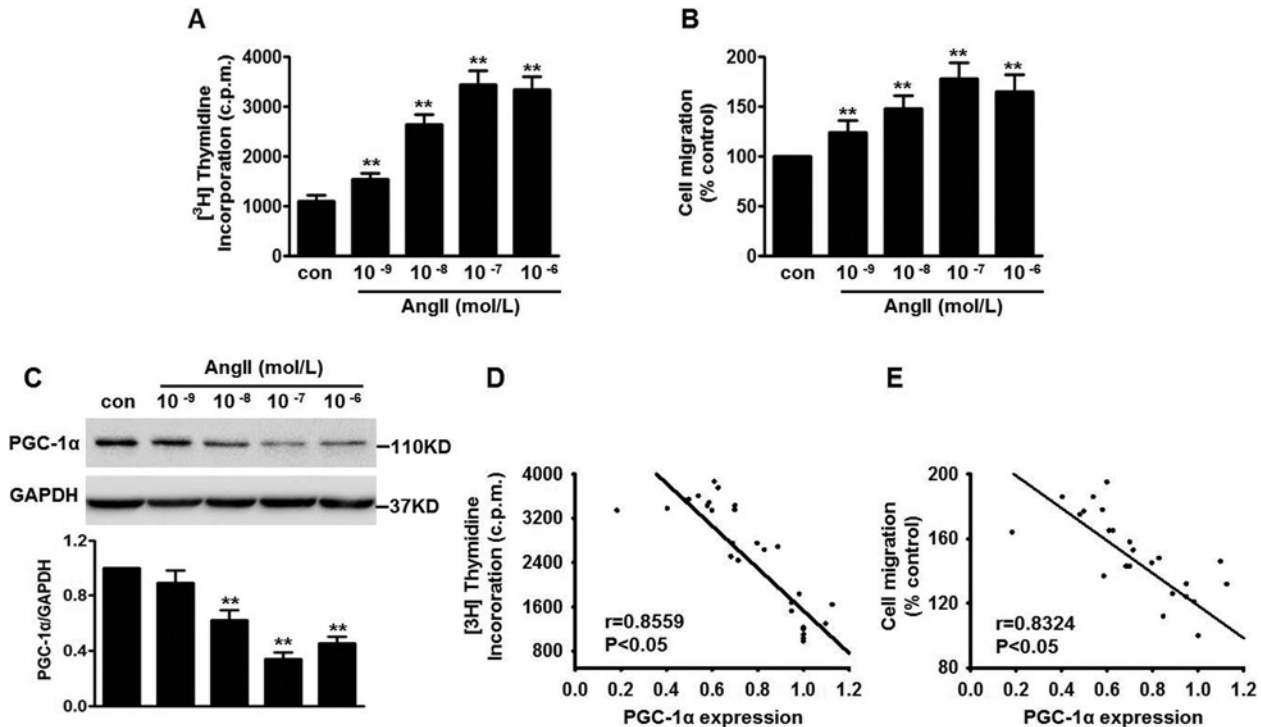 A
[³H] Thymidine
Incorporation (c.p.m.)
4000
3000
2000
1000
0
**
**
**
**
con
10 -9
10 -8
10 -7
10 -6
AngII (mol/L)
B
Cell migration
(% control)
200
150
100
50
0
**
**
**
**
con
10 -9
10 -8
10 -7
10 -6
AngII (mol/L)
C
AngII (mol/L)
con
10 -9
10 -8
10 -7
10 -6
PGC-1α
–110KD
GAPDH
–37KD
PGC-1α/GAPDH
1.2
0.8
0.4
0.0
**
**
**
D
[3H] Thymidine
Incororation (c.p.m.)
4000
3200
2400
1600
800
r=0.8559
P<0.05
0.0 0.2 0.4 0.6 0.8 1.0 1.2
PGC-1α expression
E
Cell migration
(% control)
200
160
120
80
r=0.8324
P<0.05
0.0 0.2 0.4 0.6 0.8 1.0 1.2
PGC-1α expression